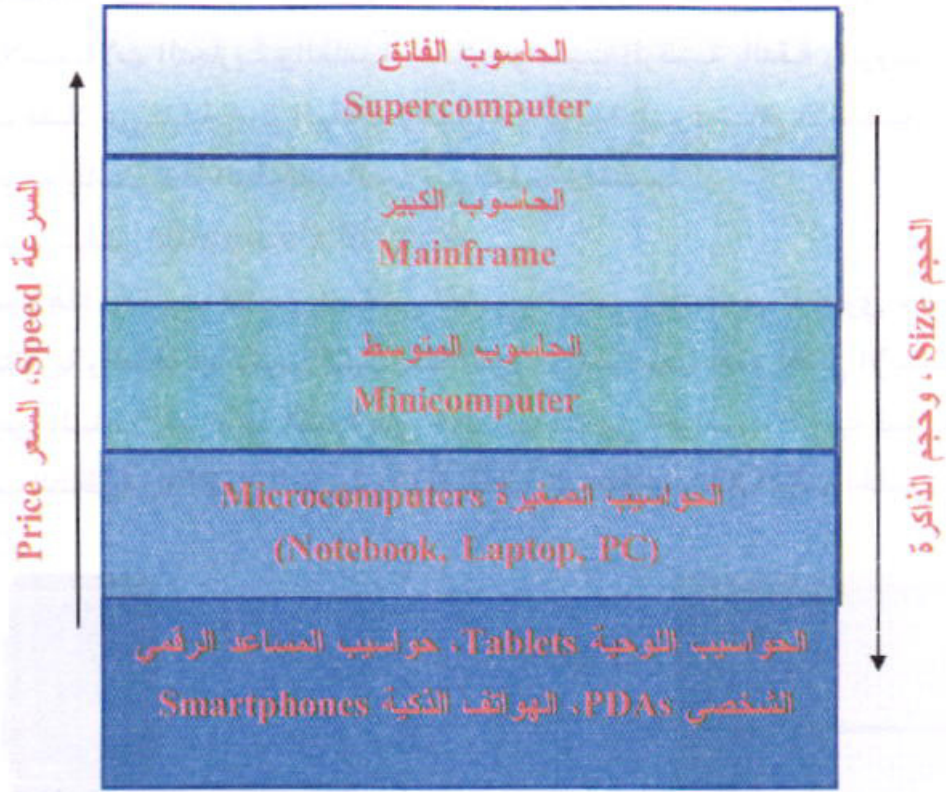 الحاسوب الفائق
Supercomputer
الحاسوب الكبير
Mainframe
الحاسوب المتوسط
Minicomputer
الحواسيب الصغيرة Microcomputers
(Notebook, Laptop, PC)
الحواسيب اللوحية Tablets، حواسيب المساعد الرقمي
الشخصي PDAs، الهواتف الذكية Smartphones
السرعة Speed، السعر Price
الحجم Size ، وحجم الذاكرة